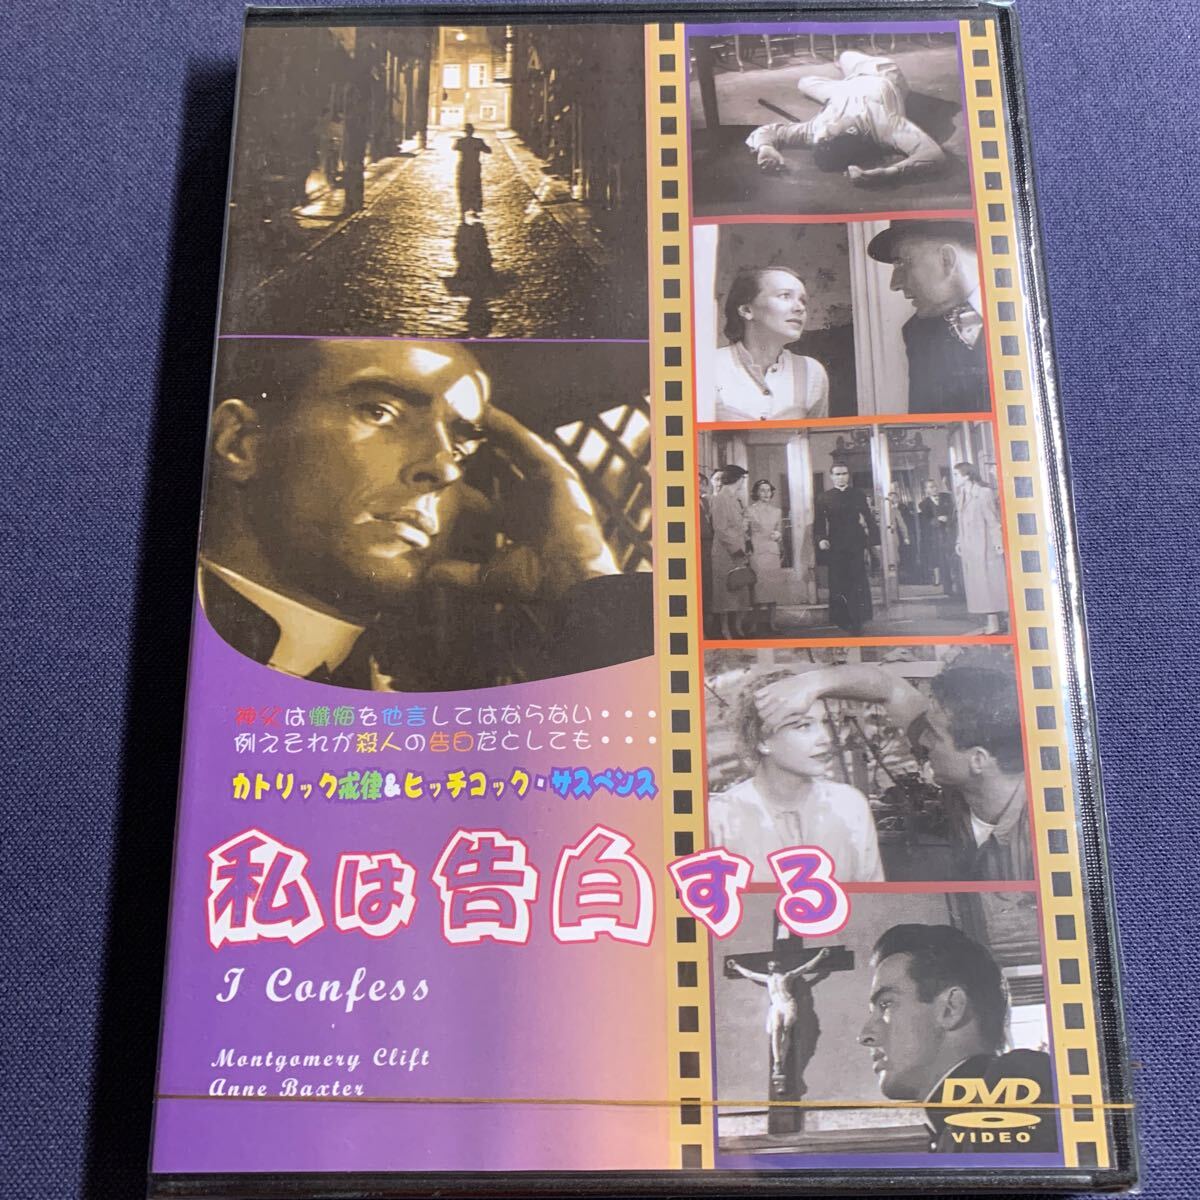 神父は懺悔を他言してはならない・・・
例えそれが殺人の告白だとしても・・・
カトリック戒律&ヒッチコック・サスペンス
私は告白する
I Confess
Montgomery Clift
Anne Baxter
DVD
VIDEO